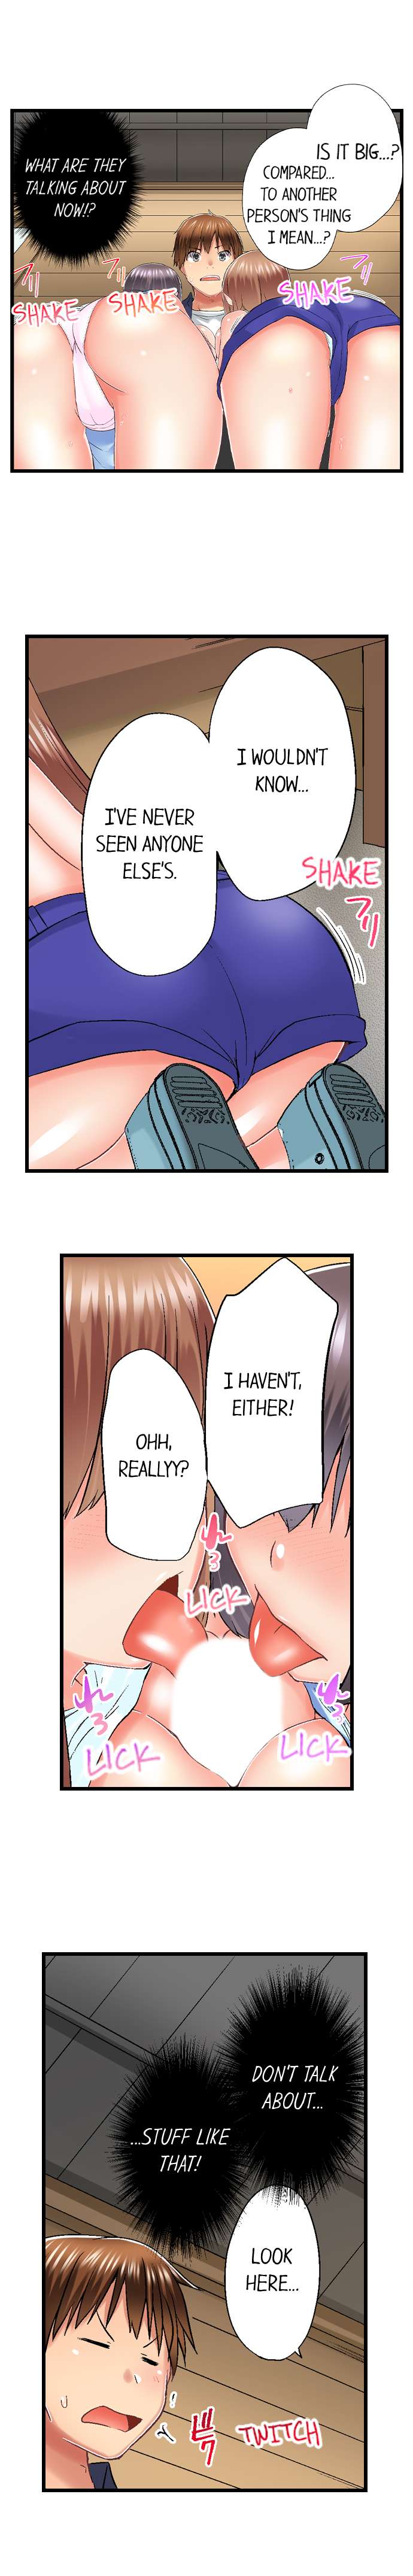 IS IT BIG...?
COMPARED...
TO ANOTHER
PERSON'S THING
I MEAN...?
WHAT ARE THEY
TALKING ABOUT
NOW!?
SHAKE
SHAKE
SHAKE
I WOULDN'T
KNOW...
I'VE NEVER
SEEN ANYONE
ELSE'S.
SHAKE
I HAVEN'T,
EITHER!
OHH,
REALLYY?
LICK
LICK
LICK
DON'T TALK
ABOUT...
...STUFF LIKE
THAT!
LOOK
HERE...
TWITCH